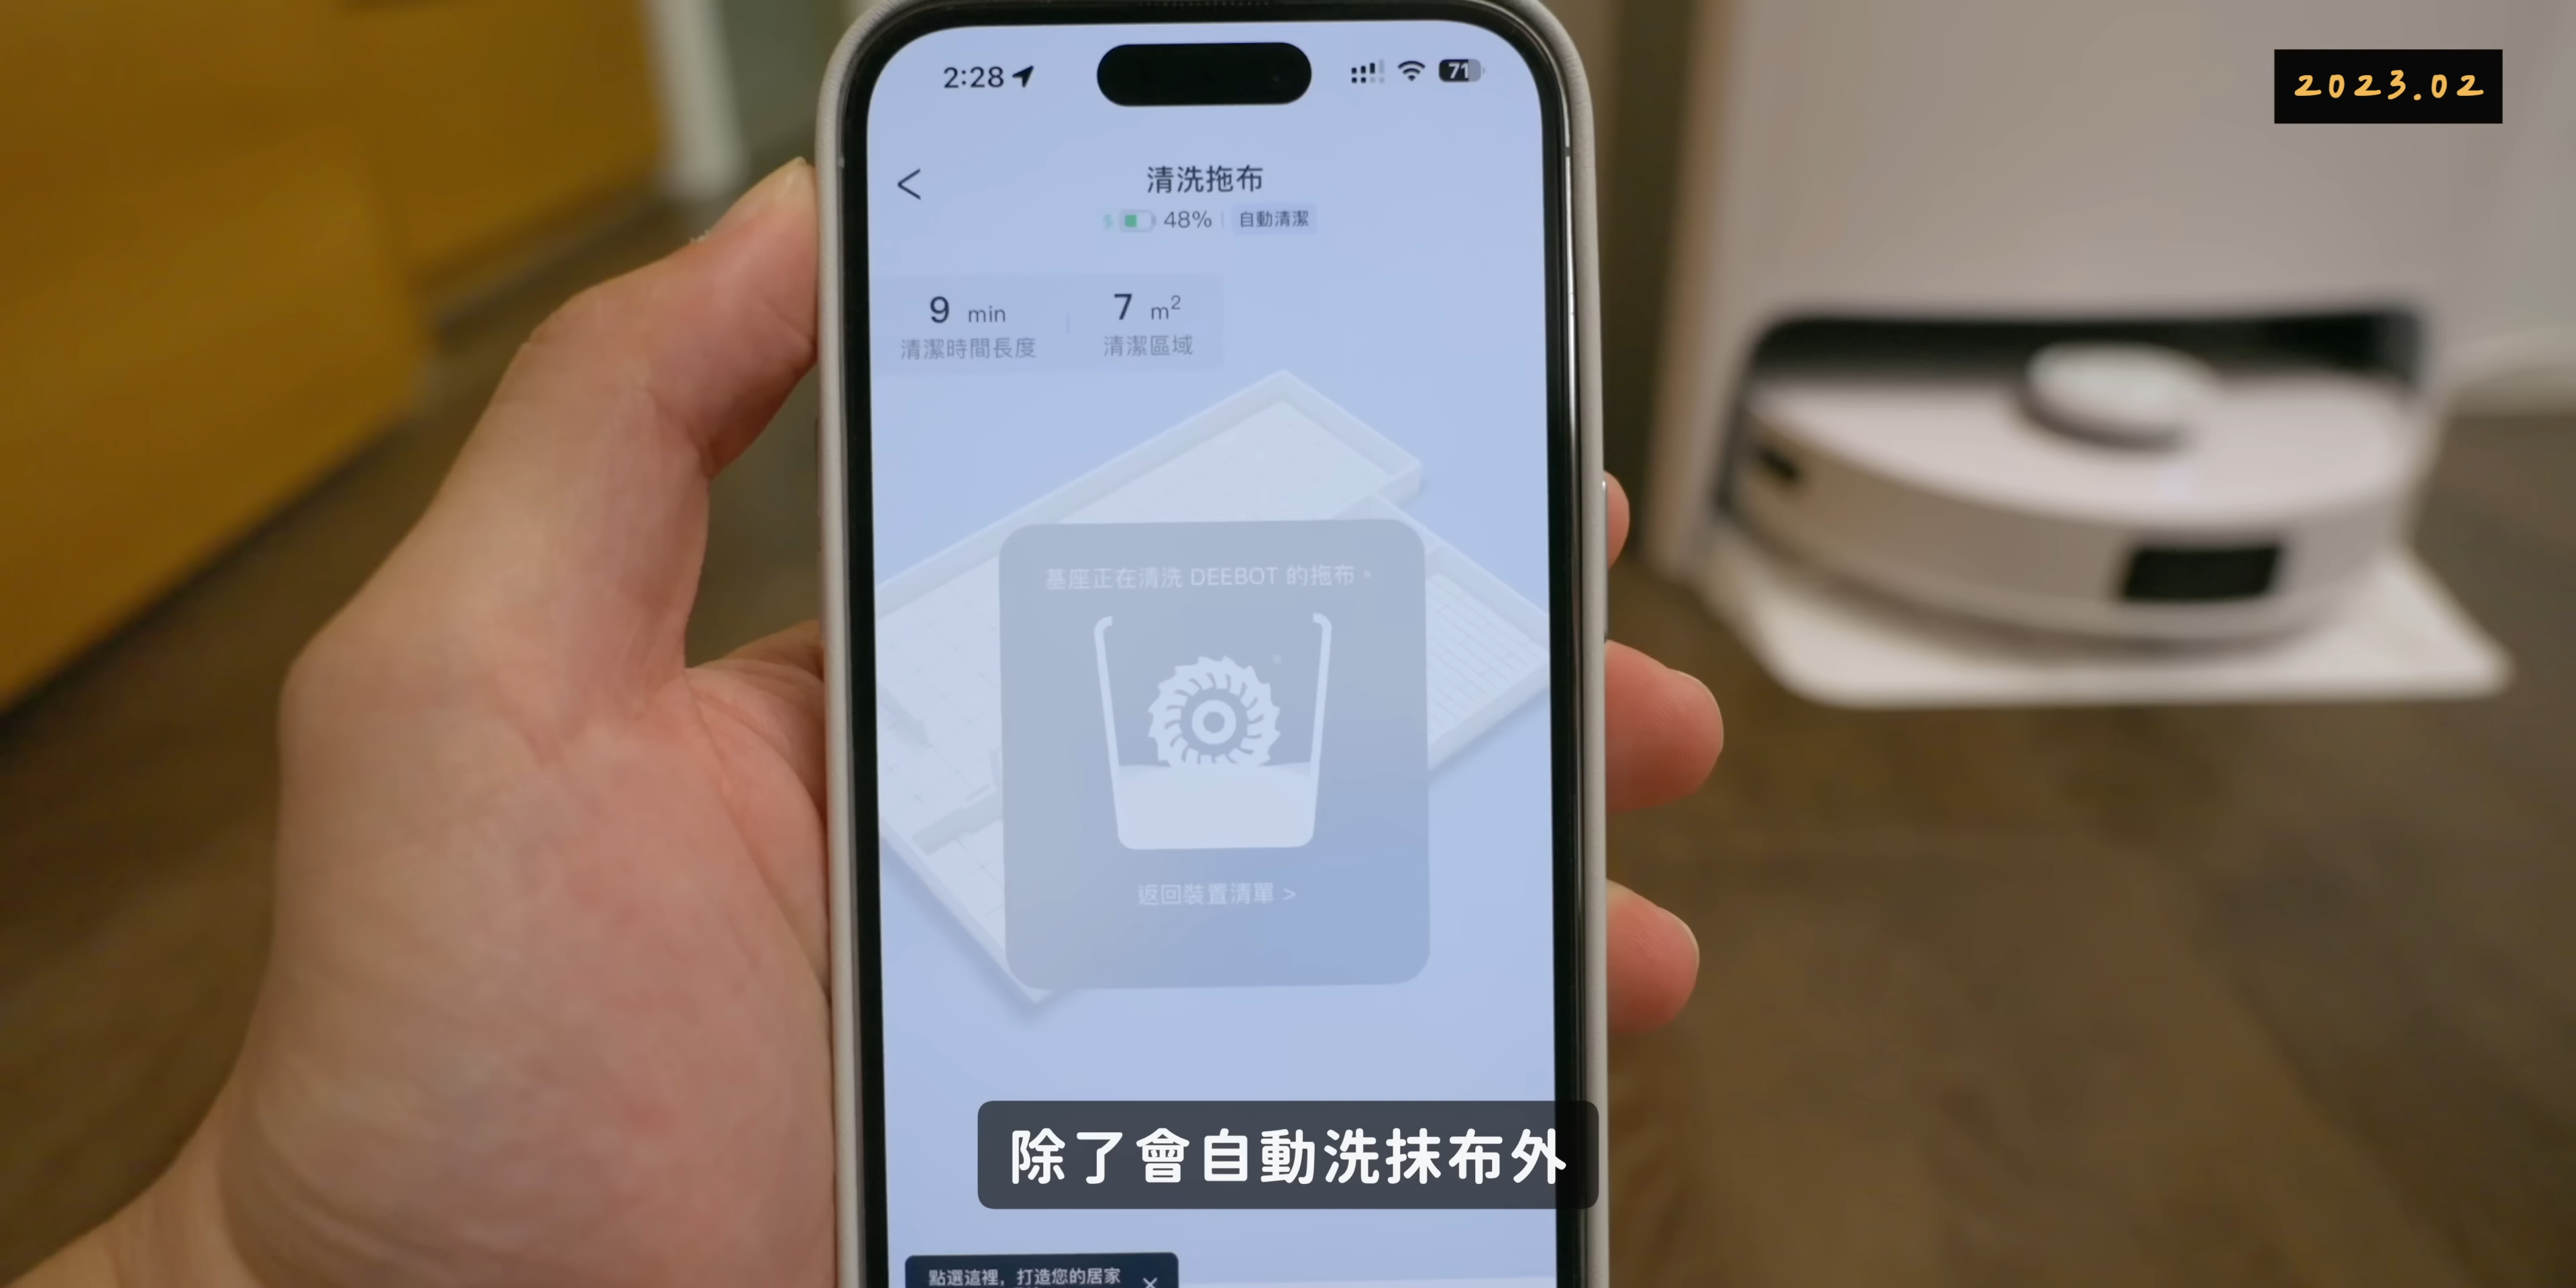 2:28
71
2023.02
<
清洗拖布
48% | 自動清潔
9 min
清潔時間長度
7 m²
清潔區域
基座正在清洗 DEEBOT 的拖布。
返回裝置清單 >
除了會自動洗抹布外
點選這裡，打造您的居家